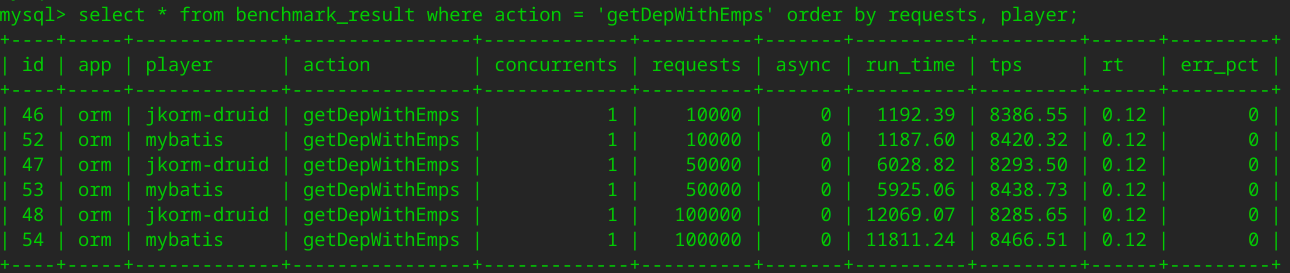 mysql> select * from benchmark_result where action = 'getDepWithEmps' order by requests, player;
+----+-----+-------------+----------------+-------------+----------+-------+----------+---------+------+---------+
| id | app | player      | action         | concurrents | requests | async | run_time | tps     | rt   | err_pct |
+----+-----+-------------+----------------+-------------+----------+-------+----------+---------+------+---------+
| 46 | orm | jkorm-druid | getDepWithEmps |           1 |    10000 |     0 |  1192.39 | 8386.55 | 0.12 |       0 |
| 52 | orm | mybatis     | getDepWithEmps |           1 |    10000 |     0 |  1187.60 | 8420.32 | 0.12 |       0 |
| 47 | orm | jkorm-druid | getDepWithEmps |           1 |    50000 |     0 |  6028.82 | 8293.50 | 0.12 |       0 |
| 53 | orm | mybatis     | getDepWithEmps |           1 |    50000 |     0 |  5925.06 | 8438.73 | 0.12 |       0 |
| 48 | orm | jkorm-druid | getDepWithEmps |           1 |   100000 |     0 | 12069.07 | 8285.65 | 0.12 |       0 |
| 54 | orm | mybatis     | getDepWithEmps |           1 |   100000 |     0 | 11811.24 | 8466.51 | 0.12 |       0 |
+----+-----+-------------+----------------+-------------+----------+-------+----------+---------+------+---------+